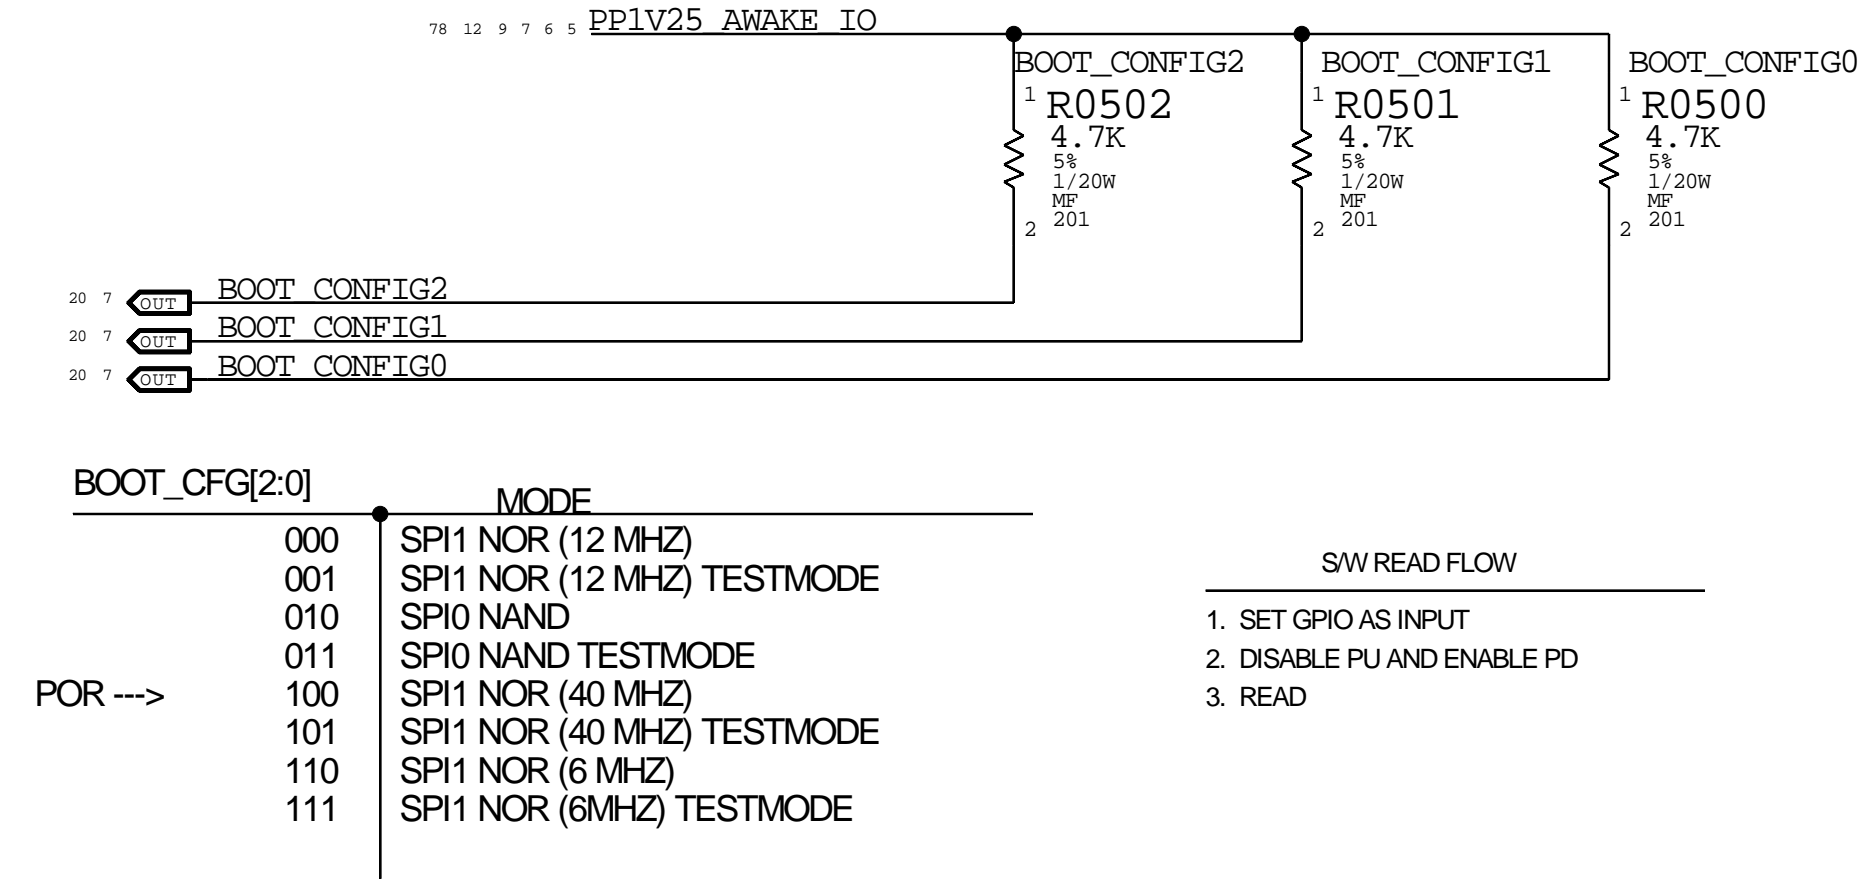 78 12 9 7 6 5 PP1V25_AWAKE_IO
BOOT_CONFIG2 BOOT_CONFIG1 BOOT_CONFIG0
1 R0502 1 R0501 1 R0500
4.7K 4.7K 4.7K
5% 5% 5%
1/20W 1/20W 1/20W
MF MF MF
201 201 201
2 2 2
20 7 OUT BOOT_CONFIG2
20 7 OUT BOOT_CONFIG1
20 7 OUT BOOT_CONFIG0
BOOT_CFG[2:0] MODE
000 SPI1 NOR (12 MHZ)
001 SPI1 NOR (12 MHZ) TESTMODE
010 SPI0 NAND
011 SPI0 NAND TESTMODE
POR ---> 100 SPI1 NOR (40 MHZ)
101 SPI1 NOR (40 MHZ) TESTMODE
110 SPI1 NOR (6 MHZ)
111 SPI1 NOR (6MHZ) TESTMODE
S/W READ FLOW
1. SET GPIO AS INPUT
2. DISABLE PU AND ENABLE PD
3. READ